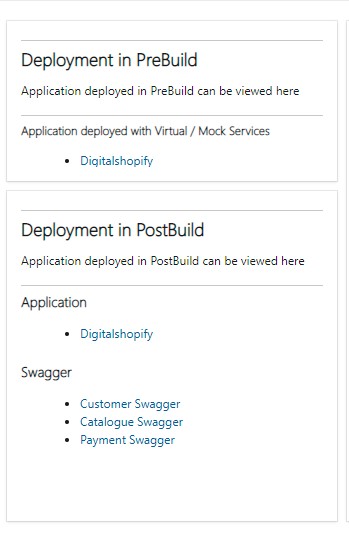 Deployment in PreBuild
Application deployed in PreBuild can be viewed here
Application deployed with Virtual / Mock Services
Digitalshopify
Deployment in PostBuild
Application deployed in PostBuild can be viewed here
Application
Digitalshopify
Swagger
Customer Swagger
Catalogue Swagger
Payment Swagger